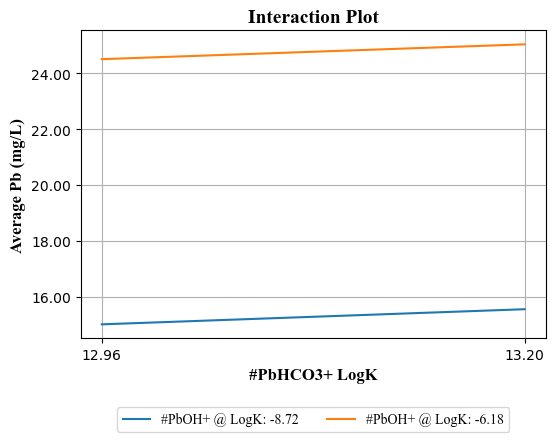 Interaction Plot
Average Pb (mg/L)
24.00
22.00
20.00
18.00
16.00
12.96
13.20
#PbHCO3+ LogK
#PbOH+ @ LogK: -8.72
#PbOH+ @ LogK: -6.18